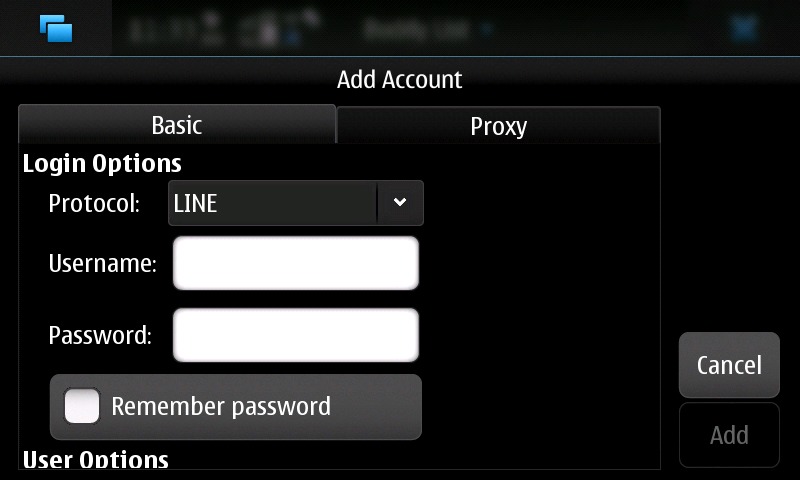 Add Account
Basic
Proxy
Login Options
Protocol: LINE
Username:
Password:
Remember password
Cancel
Add
User Options